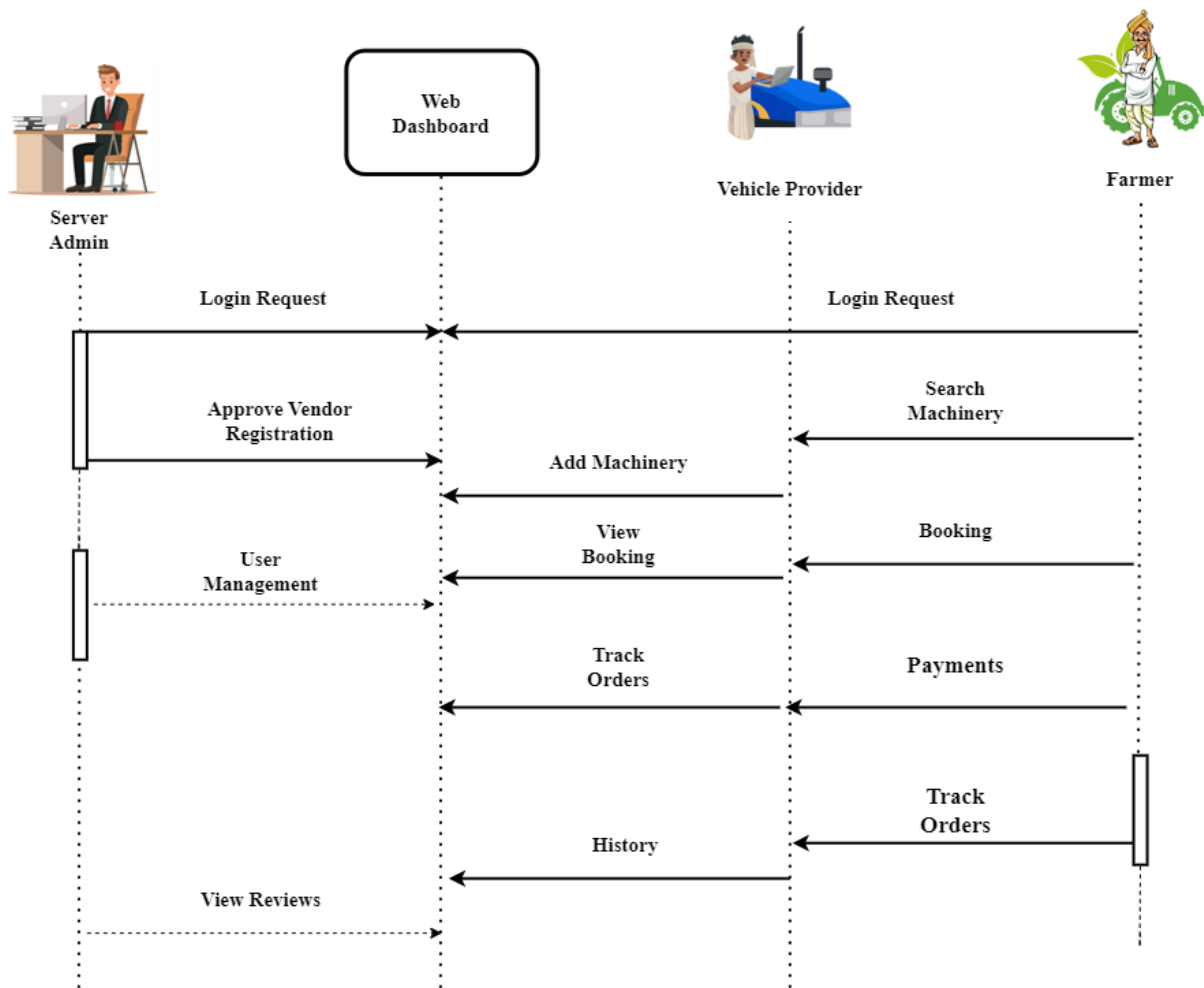 Web
Dashboard
Vehicle Provider
Farmer
Server
Admin
Login Request
Login Request
Search
Machinery
Approve Vendor
Registration
Add Machinery
View
Booking
Booking
User
Management
Track
Orders
Payments
Track
Orders
History
View Reviews